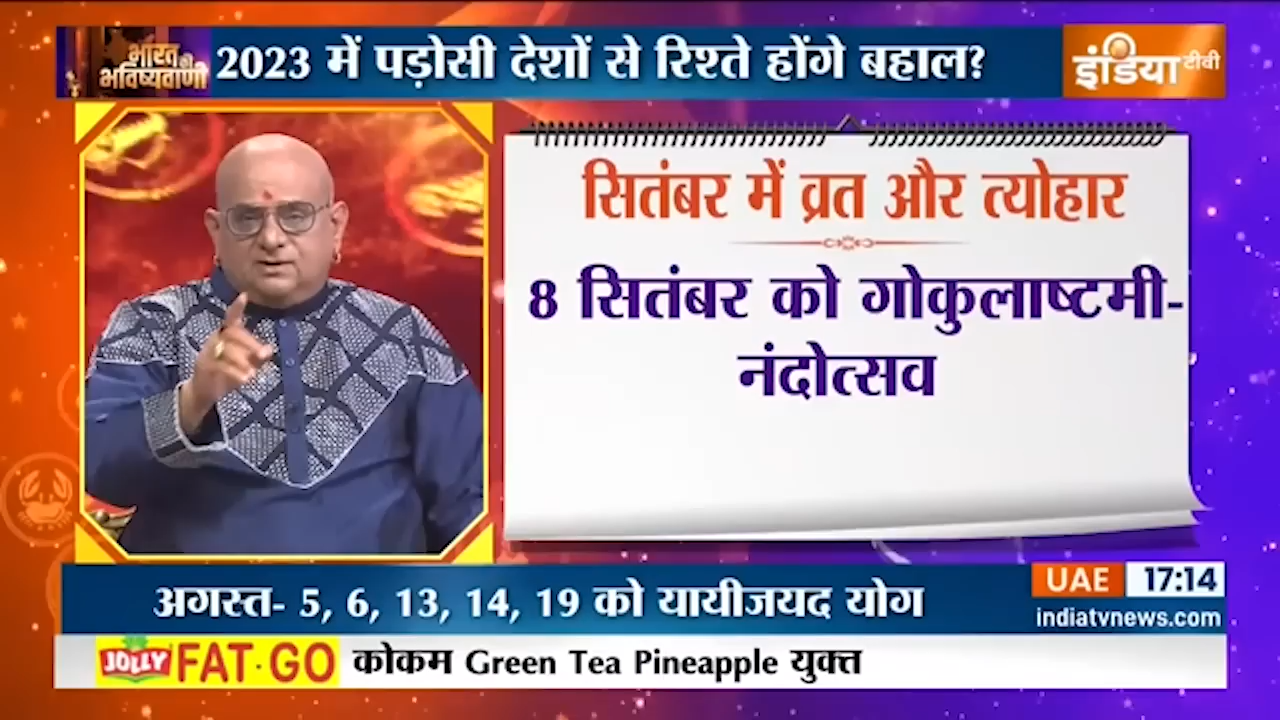 भारत की
भविष्यवाणी
2023 में पड़ोसी देशों से रिश्ते होंगे बहाल?
इंडिया टीवी
सितंबर में व्रत और त्योहार
8 सितंबर को गोकुलाष्टमी-
नंदोत्सव
अगस्त- 5, 6, 13, 14, 19 को यायीजयद योग
UAE 17:14
indiatvnews.com
JOLLY FAT·GO कोकम Green Tea Pineapple युक्त